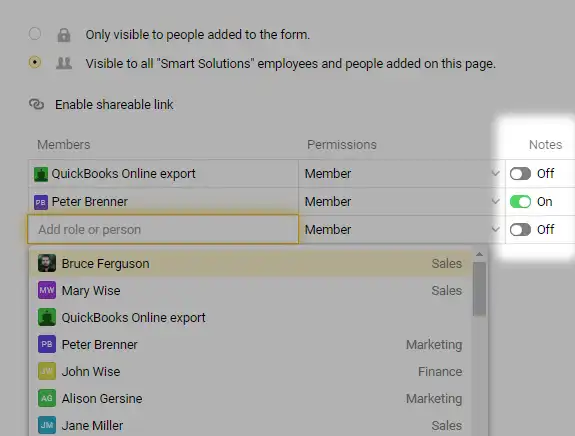 Only visible to people added to the form.
Visible to all "Smart Solutions" employees and people added on this page.
Enable shareable link
Members Permissions Notes
QuickBooks Online export Member Off
PB Peter Brenner Member On
Add role or person Member Off
Bruce Ferguson Sales
MW Mary Wise Sales
QuickBooks Online export
PB Peter Brenner Marketing
JW John Wise Finance
AG Alison Gersine Marketing
JM Jane Miller Sales